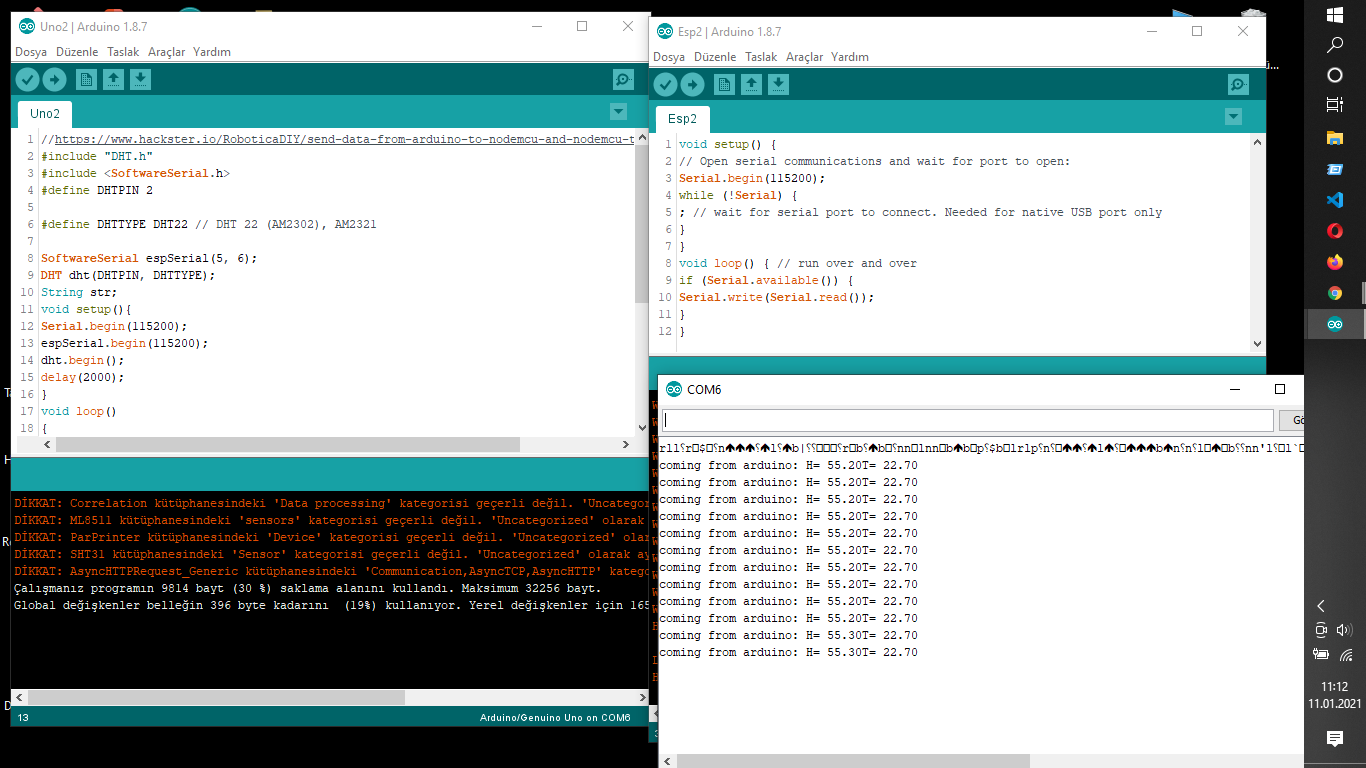 Uno2 | Arduino 1.8.7
Dosya Düzenle Taslak Araçlar Yardım
Uno2
1 //https://www.hackster.io/RoboticaDIY/send-data-from-arduino-to-nodemcu-and-nodemcu-t
2 #include "DHT.h"
3 #include <SoftwareSerial.h>
4 #define DHTPIN 2
5
6 #define DHTTYPE DHT22 // DHT 22 (AM2302), AM2321
7
8 SoftwareSerial espSerial(5, 6);
9 DHT dht(DHTPIN, DHTTYPE);
10 String str;
11 void setup(){
12 Serial.begin(115200);
13 espSerial.begin(115200);
14 dht.begin();
15 delay(2000);
16 }
17 void loop()
18 {
DİKKAT: Correlation kütüphanesindeki 'Data processing' kategorisi geçerli değil. 'Uncategor
DİKKAT: ML8511 kütüphanesindeki 'sensors' kategorisi geçerli değil. 'Uncategorized' olarak
DİKKAT: ParPrinter kütüphanesindeki 'Device' kategorisi geçerli değil. 'Uncategorized' olar
DİKKAT: SHT31 kütüphanesindeki 'Sensor' kategorisi geçerli değil. 'Uncategorized' olarak ay
DİKKAT: AsyncHTTPRequest_Generic kütüphanesindeki 'Communication,AsyncTCP,AsyncHTTP' katego
Çalışmanız programın 9814 bayt (30 %) saklama alanını kullandı. Maksimum 32256 bayt.
Global değişkenler belleğin 396 byte kadarını (19%) kullanıyor. Yerel değişkenler için 165
13
Arduino/Genuino Uno on COM6
Esp2 | Arduino 1.8.7
Dosya Düzenle Taslak Araçlar Yardım
Esp2
1 void setup() {
2 // Open serial communications and wait for port to open:
3 Serial.begin(115200);
4 while (!Serial) {
5 ; // wait for serial port to connect. Needed for native USB port only
6 }
7 }
8 void loop() { // run over and over
9 if (Serial.available()) {
10 Serial.write(Serial.read());
11 }
12 }
COM6
Gö
coming from arduino: H= 55.20T= 22.70
coming from arduino: H= 55.20T= 22.70
coming from arduino: H= 55.20T= 22.70
coming from arduino: H= 55.20T= 22.70
coming from arduino: H= 55.20T= 22.70
coming from arduino: H= 55.20T= 22.70
coming from arduino: H= 55.20T= 22.70
coming from arduino: H= 55.20T= 22.70
coming from arduino: H= 55.20T= 22.70
coming from arduino: H= 55.20T= 22.70
coming from arduino: H= 55.30T= 22.70
coming from arduino: H= 55.30T= 22.70
11:12
11.01.2021